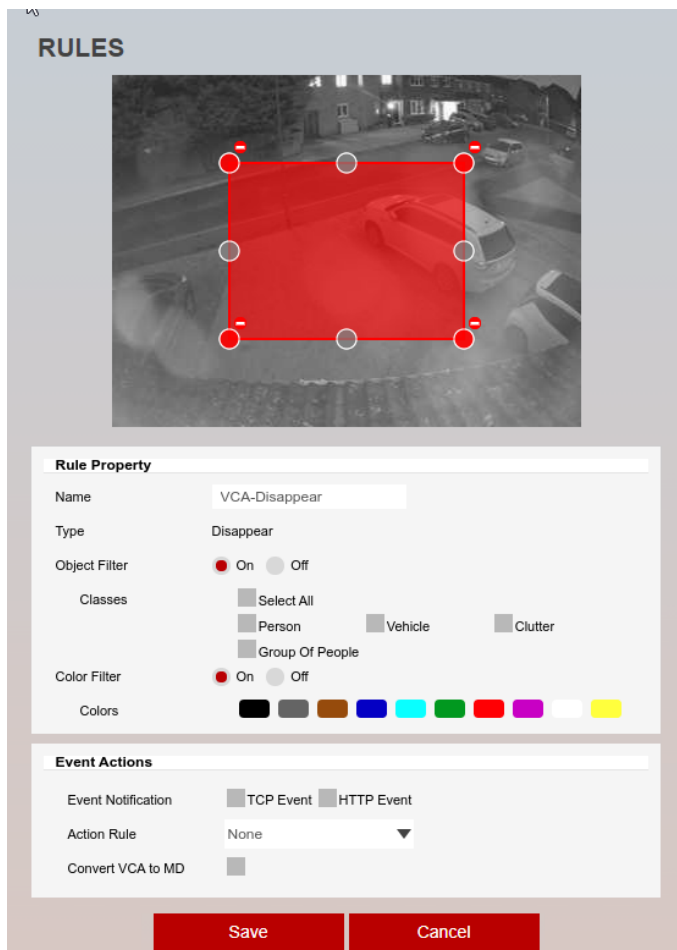 RULES
Rule Property
Name VCA-Disappear
Type Disappear
Object Filter On Off
Classes Select All
Person Vehicle Clutter
Group Of People
Color Filter On Off
Colors
Event Actions
Event Notification TCP Event HTTP Event
Action Rule None
Convert VCA to MD
Save Cancel